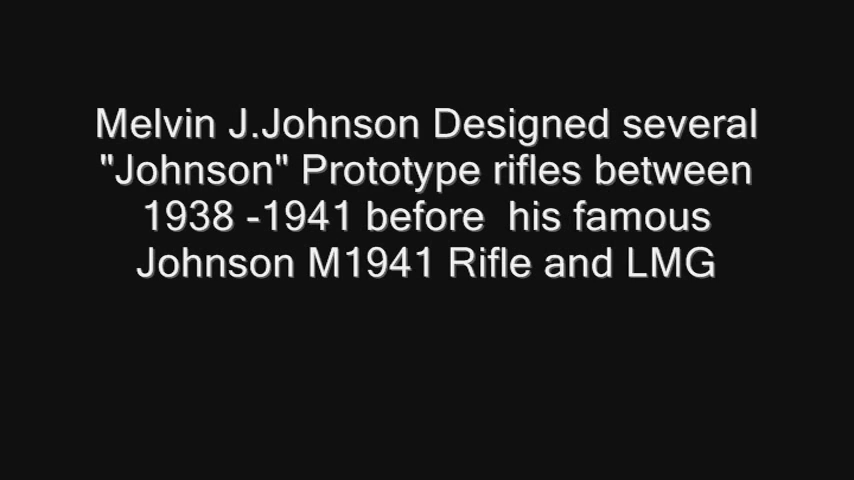 Melvin J.Johnson Designed several
"Johnson" Prototype rifles between
1938 -1941 before  his famous
Johnson M1941 Rifle and LMG